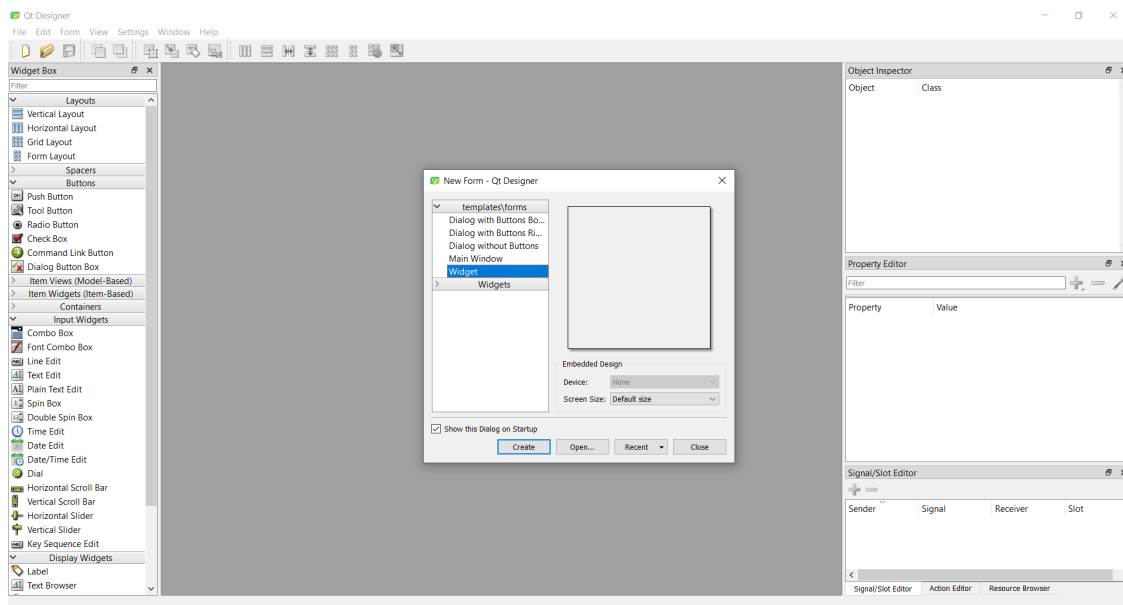 Qt Designer
File Edit Form View Settings Window Help
Widget Box
Filter
Layouts
Vertical Layout
Horizontal Layout
Grid Layout
Form Layout
Spacers
Buttons
Push Button
Tool Button
Radio Button
Check Box
Command Link Button
Dialog Button Box
Item Views (Model-Based)
Item Widgets (Item-Based)
Containers
Input Widgets
Combo Box
Font Combo Box
Line Edit
Text Edit
Plain Text Edit
Spin Box
Double Spin Box
Time Edit
Date Edit
Date/Time Edit
Dial
Horizontal Scroll Bar
Vertical Scroll Bar
Horizontal Slider
Vertical Slider
Key Sequence Edit
Display Widgets
Label
Text Browser
New Form - Qt Designer
templates\forms
Dialog with Buttons Bo...
Dialog with Buttons Ri...
Dialog without Buttons
Main Window
Widget
Widgets
Embedded Design
Device: None
Screen Size: Default size
Show this Dialog on Startup
Create Open... Recent Close
Object Inspector
Object Class
Property Editor
Filter
Property Value
Signal/Slot Editor
Sender Signal Receiver Slot
Signal/Slot Editor Action Editor Resource Browser